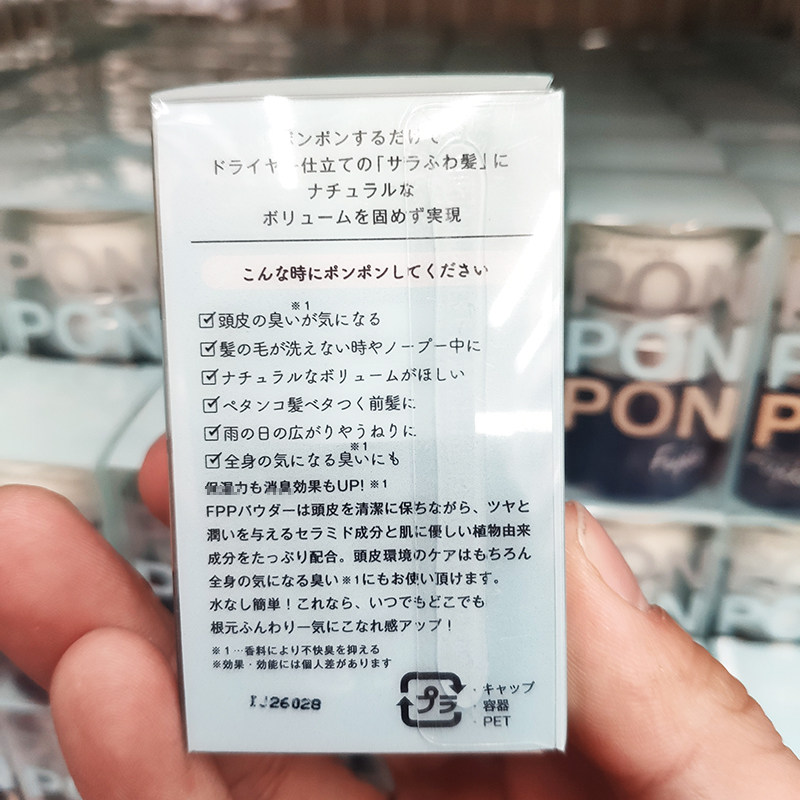 ポンポンするだけで
ドライヤー仕立ての「サラふわ髪」に
ナチュラルな
ボリュームを固めず実現
こんな時にポンポンしてください
頭皮の臭い※1が気になる
髪の毛が洗えない時やノープー中に
ナチュラルなボリュームがほしい
ペタンコ髪ベタつく前髪に
雨の日の広がりやうねりに
全身の気になる臭い※1にも
保湿力も消臭効果もUP! ※1
FPPパウダーは頭皮を清潔に保ちながら、ツヤと
潤いを与えるセラミド成分と肌に優しい植物由来
成分をたっぷり配合。頭皮環境のケアはもちろん
全身の気になる臭い※1にもお使い頂けます。
水なし簡単！これなら、いつでもどこでも
根元ふんわり一気にこなれ感アップ！
※1…香料により不快臭を抑える
※効果・効能には個人差があります
IJ26028
プラ
・キャップ
容器
・PET
PON
PON
PON
PON
PON